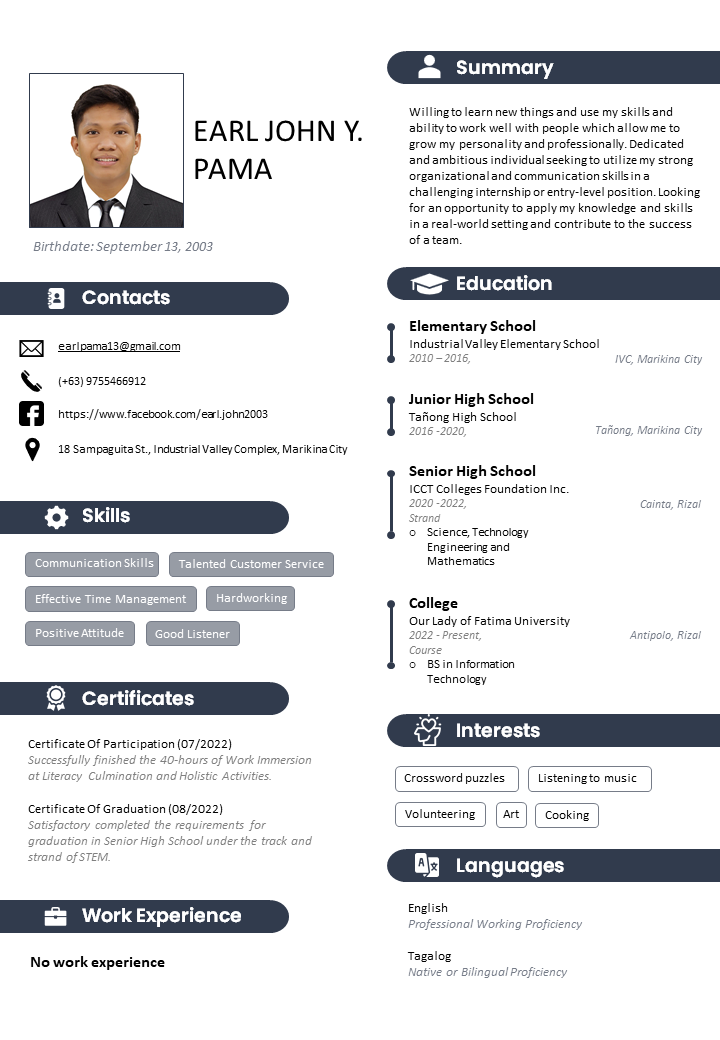 EARL JOHN Y.
PAMA
Birthdate: September 13, 2003
Contacts
earlpama13@gmail.com
(+63) 9755466912
https://www.facebook.com/earl.john2003
18 Sampaguita St., Industrial Valley Complex, Marikina City
Skills
Communication Skills
Talented Customer Service
Effective Time Management
Hardworking
Positive Attitude
Good Listener
Certificates
Certificate Of Participation (07/2022)
Successfully finished the 40-hours of Work Immersion
at Literacy Culmination and Holistic Activities.
Certificate Of Graduation (08/2022)
Satisfactory completed the requirements for
graduation in Senior High School under the track and
strand of STEM.
Work Experience
No work experience
Summary
Willing to learn new things and use my skills and
ability to work well with people which allow me to
grow my personality and professionally. Dedicated
and ambitious individual seeking to utilize my strong
organizational and communication skills in a
challenging internship or entry-level position. Looking
for an opportunity to apply my knowledge and skills
in a real-world setting and contribute to the success
of a team.
Education
Elementary School
Industrial Valley Elementary School
2010 – 2016,
IVC, Marikina City
Junior High School
Tañong High School
2016 -2020,
Tañong, Marikina City
Senior High School
ICCT Colleges Foundation Inc.
2020 -2022,
Cainta, Rizal
Strand
o Science, Technology
Engineering and
Mathematics
College
Our Lady of Fatima University
2022 - Present,
Antipolo, Rizal
Course
o BS in Information
Technology
Interests
Crossword puzzles
Listening to music
Volunteering
Art
Cooking
Languages
English
Professional Working Proficiency
Tagalog
Native or Bilingual Proficiency